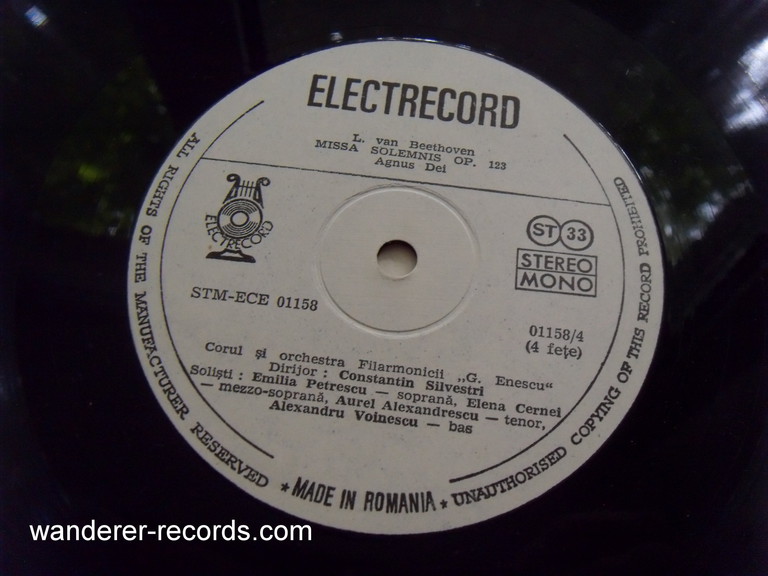 ELECTRECORD
L. van Beethoven
MISSA SOLEMNIS OP. 123
Agnus Dei
ELECTRECORD
ST 33
STEREO
MONO
STM-ECE 01158
01158/4
(4 fețe)
Corul și orchestra Filarmonicii „G. Enescu“
Dirijor : Constantin Silvestri
Soliști : Emilia Petrescu — soprană, Elena Cernei
— mezzo-soprană, Aurel Alexandrescu — tenor,
Alexandru Voinescu — bas
ALL RIGHTS OF THE MANUFACTURER RESERVED ★ MADE IN ROMANIA ★ UNAUTHORISED COPYING OF THIS RECORD PROHIBITED
wanderer-records.com